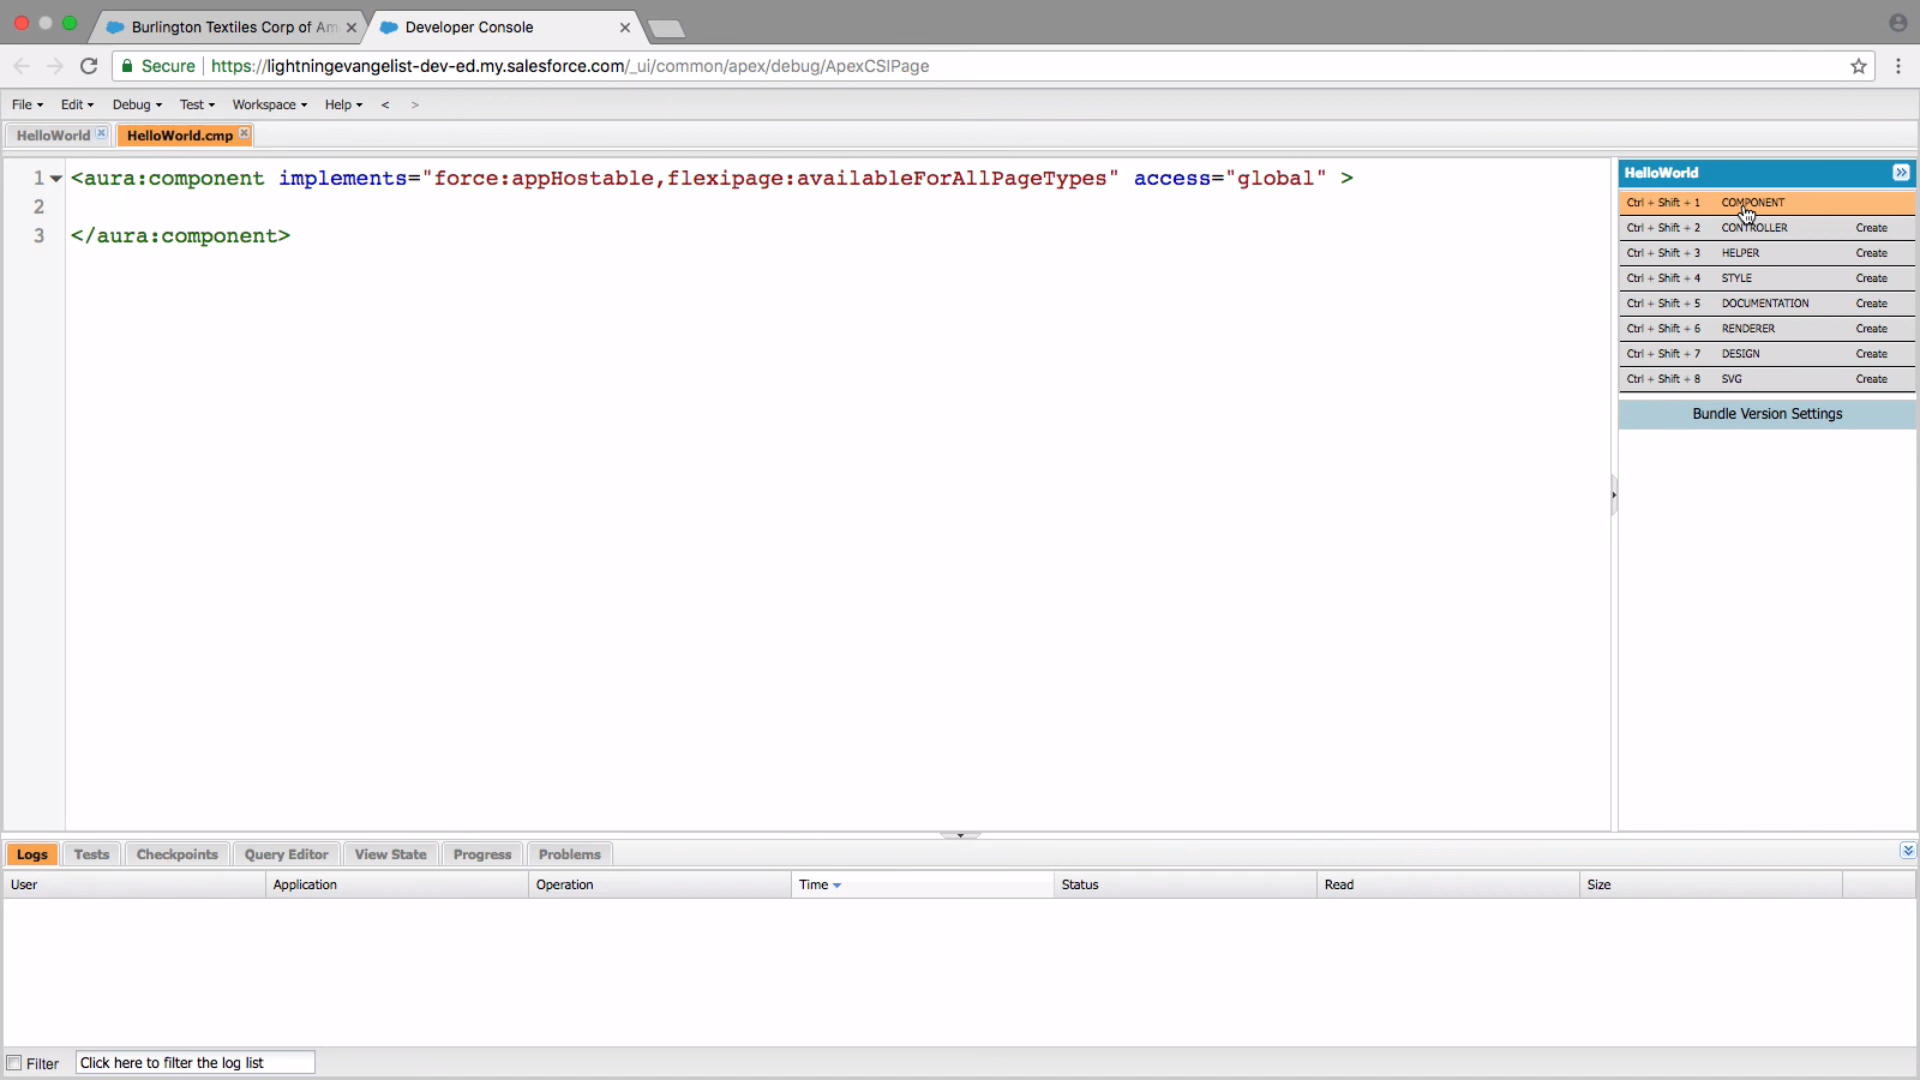 Burlington Textiles Corp of Am
Developer Console
Secure https://lightningevangelist-dev-ed.my.salesforce.com/_ui/common/apex/debug/ApexCSIPage
File Edit Debug Test Workspace Help < >
HelloWorld HelloWorld.cmp
1 <aura:component implements="force:appHostable,flexipage:availableForAllPageTypes" access="global" >
2
3 </aura:component>
HelloWorld
Ctrl + Shift + 1 COMPONENT
Ctrl + Shift + 2 CONTROLLER Create
Ctrl + Shift + 3 HELPER Create
Ctrl + Shift + 4 STYLE Create
Ctrl + Shift + 5 DOCUMENTATION Create
Ctrl + Shift + 6 RENDERER Create
Ctrl + Shift + 7 DESIGN Create
Ctrl + Shift + 8 SVG Create
Bundle Version Settings
Logs Tests Checkpoints Query Editor View State Progress Problems
User Application Operation Time Status Read Size
Filter Click here to filter the log list